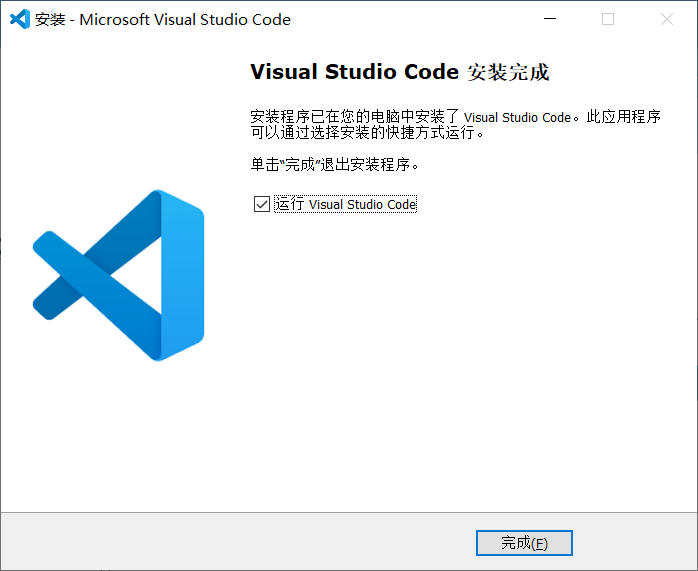 安装 - Microsoft Visual Studio Code
Visual Studio Code 安装完成
安装程序已在您的电脑中安装了 Visual Studio Code。此应用程序
可以通过选择安装的快捷方式运行。
单击“完成”退出安装程序。
运行 Visual Studio Code
完成(F)